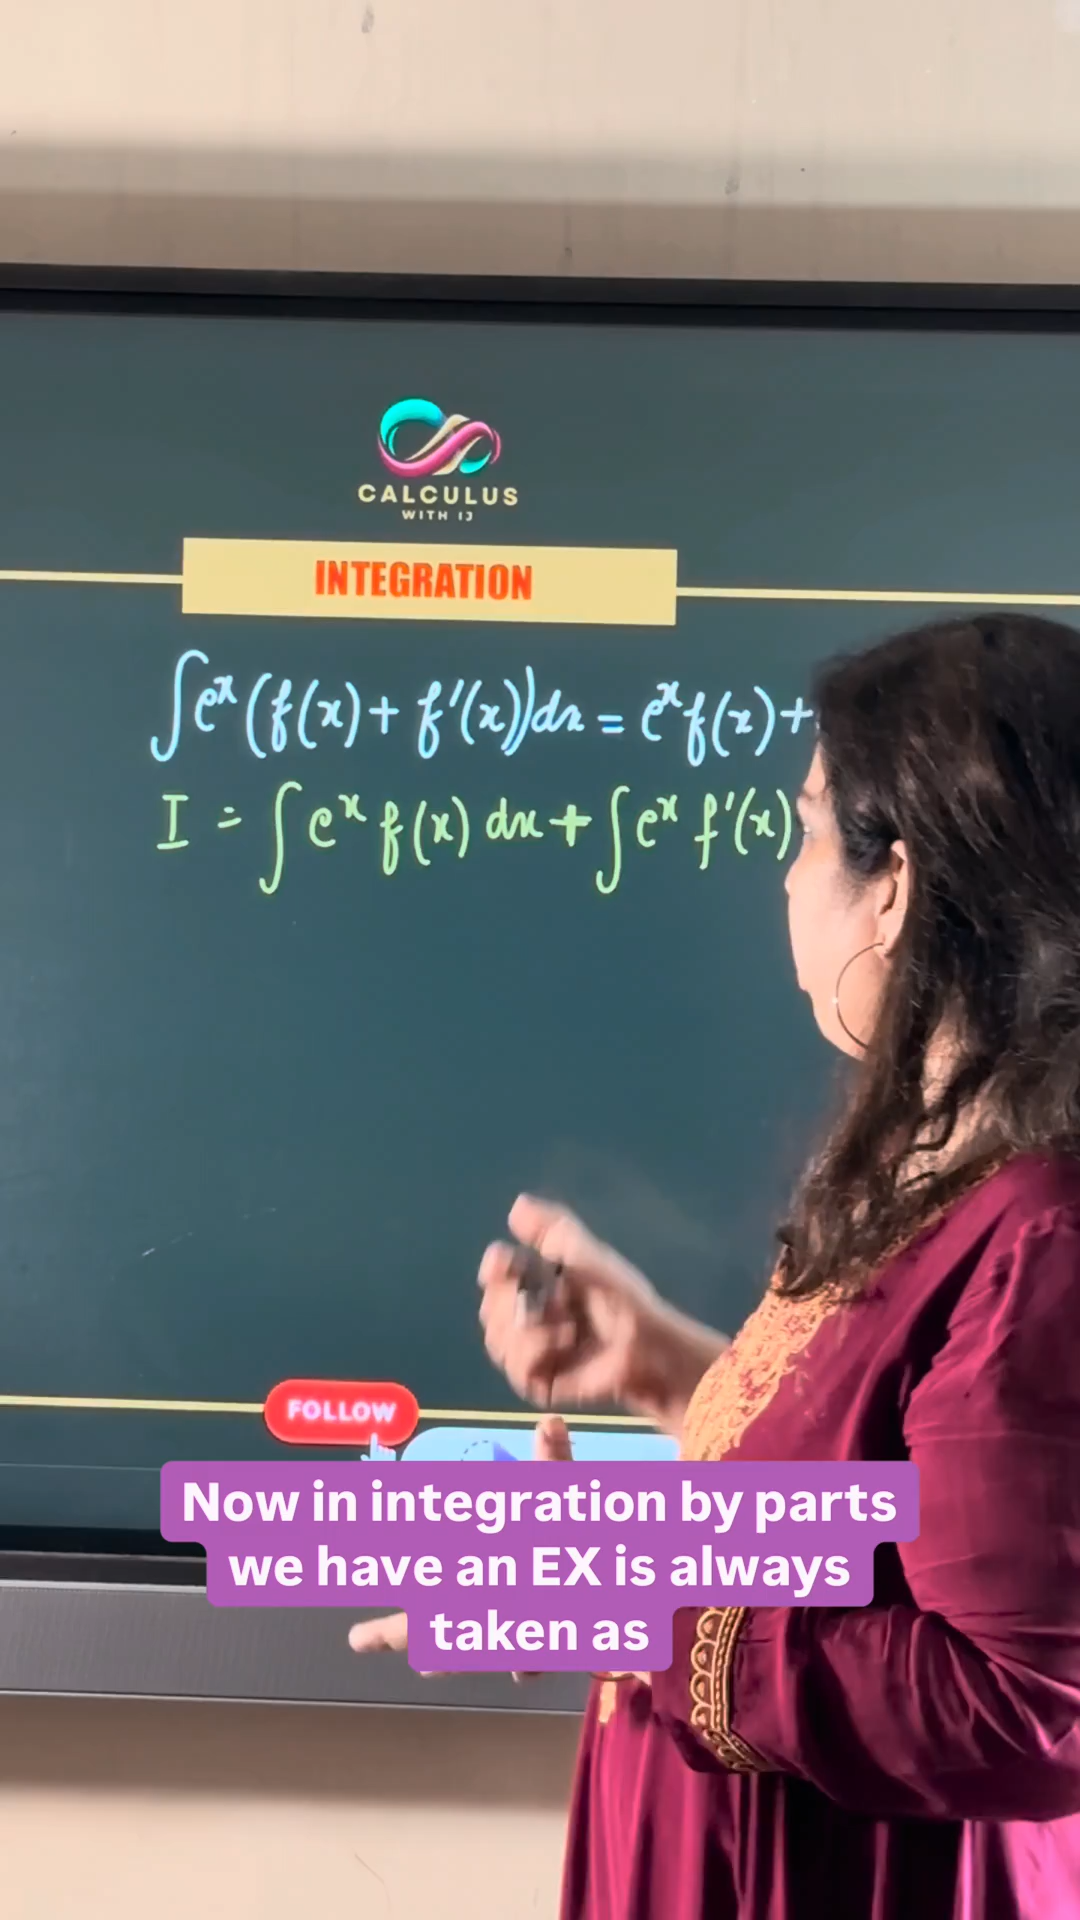 CALCULUS
WITH IJ
INTEGRATION
∫eˣ(f(x)+f'(x))dx = eˣf(x)+
I = ∫eˣ f(x) dx + ∫eˣ f'(x)
FOLLOW
Now in integration by parts
we have an EX is always
taken as